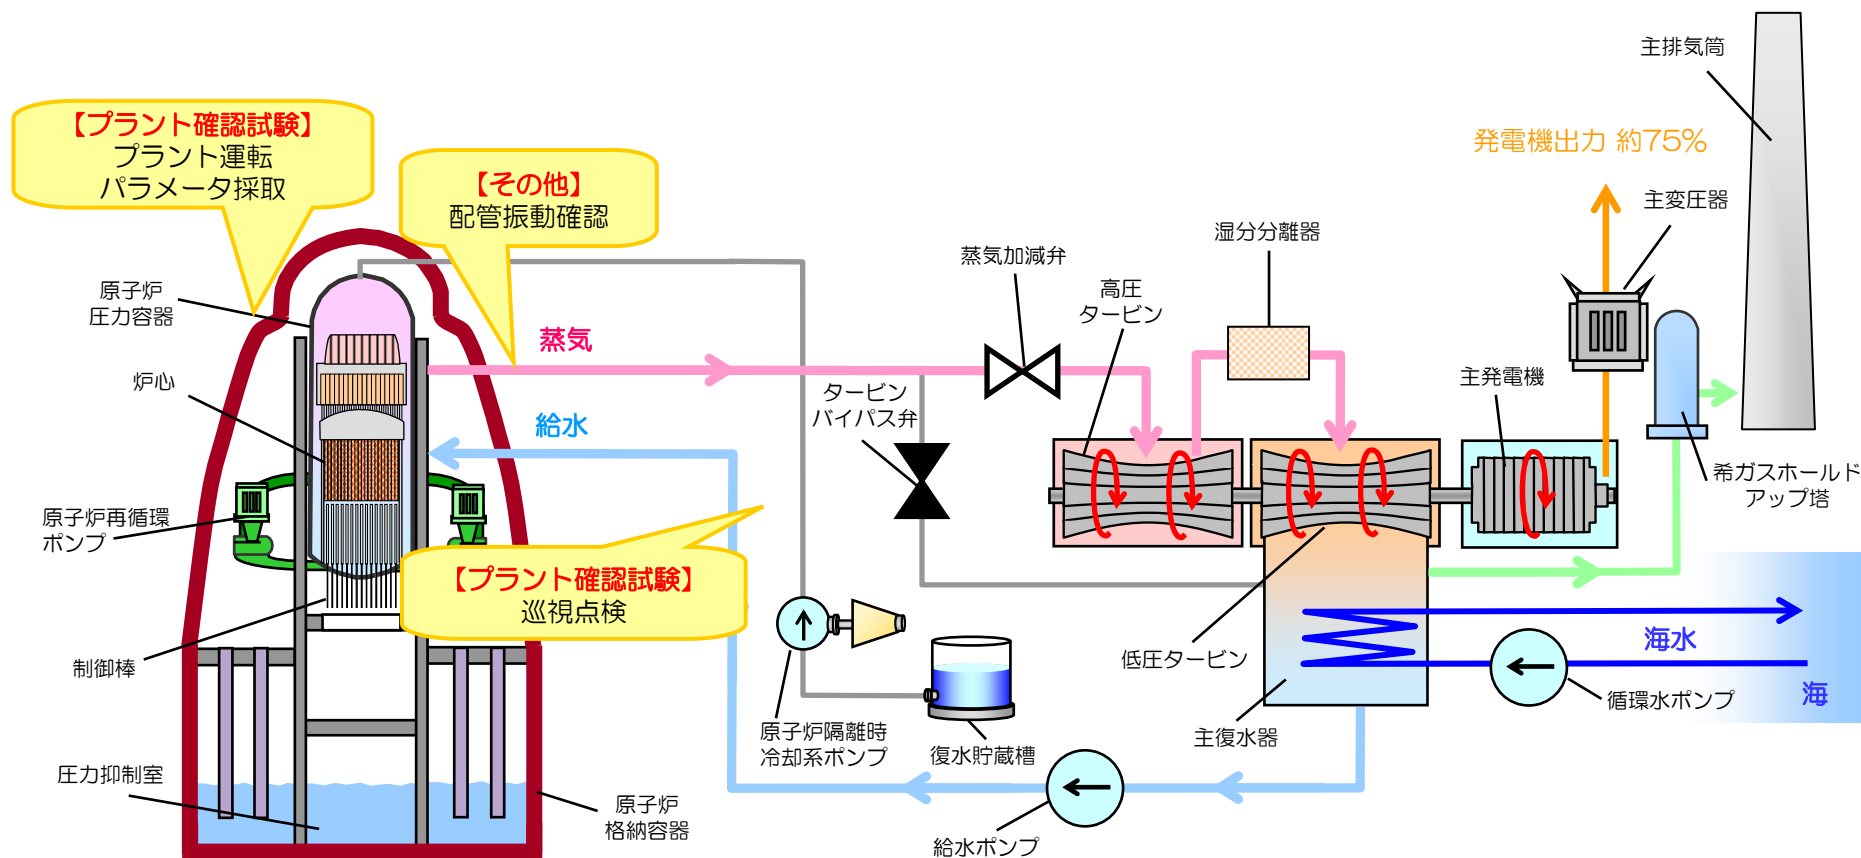 主排気筒
【プラント確認試験】
プラント運転
パラメータ採取
発電機出力 約75%
【その他】
配管振動確認
主変圧器
湿分分離器
蒸気加減弁
原子炉
圧力容器
高圧
タービン
蒸気
炉心
主発電機
タービン
バイパス弁
給水
希ガスホールド
アップ塔
原子炉再循環
ポンプ
【プラント確認試験】
巡視点検
海水
制御棒
低圧タービン
海
循環水ポンプ
原子炉隔離時
冷却系ポンプ
主復水器
復水貯蔵槽
圧力抑制室
原子炉
格納容器
給水ポンプ